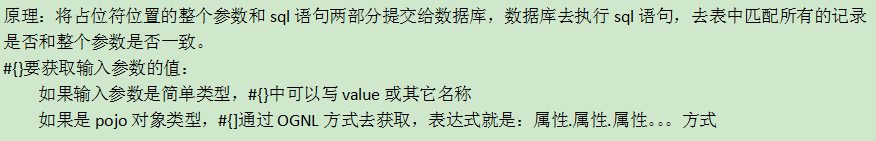 原理：将占位符位置的整个参数和 sql 语句两部分提交给数据库，数据库去执行 sql 语句，去表中匹配所有的记录
是否和整个参数是否一致。
#{}要获取输入参数的值：
如果输入参数是简单类型，#{}中可以写 value 或其它名称
如果是 pojo 对象类型，#{]通过 OGNL 方式去获取，表达式就是：属性.属性.属性。。。方式